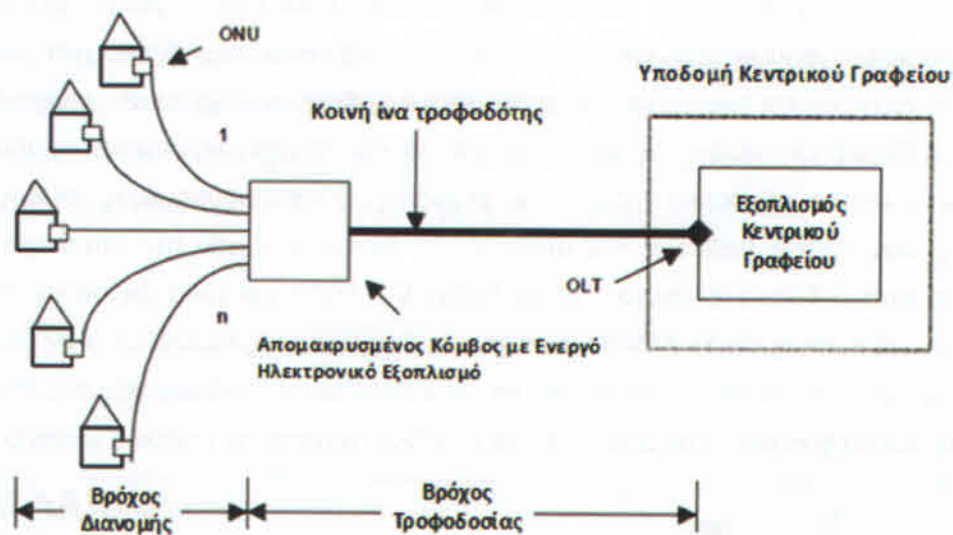 ONU
Υποδομή Κεντρικού Γραφείου
Κοινή ίνα τροφοδότης
1
Εξοπλισμός
Κεντρικού
Γραφείου
OLT
n
Απομακρυσμένος Κόμβος με Ενεργό
Ηλεκτρονικό Εξοπλισμό
Βρόχος
Διανομής
Βρόχος
Τροφοδοσίας